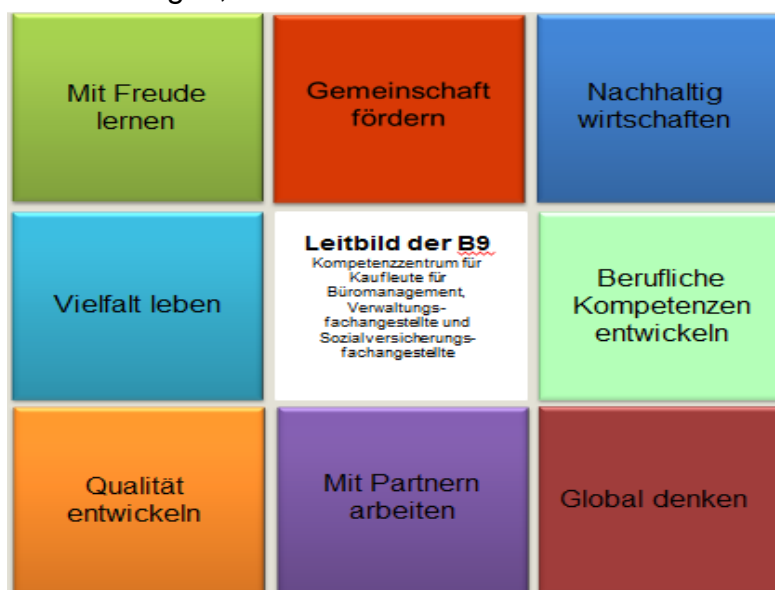 Mit Freude
lernen
Gemeinschaft
fördern
Nachhaltig
wirtschaften
Vielfalt leben
Leitbild der B9
Kompetenzzentrum für
Kaufleute für
Büromanagement,
Verwaltungs-
fachangestellte und
Sozialversicherungs-
fachangestellte
Berufliche
Kompetenzen
entwickeln
Qualität
entwickeln
Mit Partnern
arbeiten
Global denken